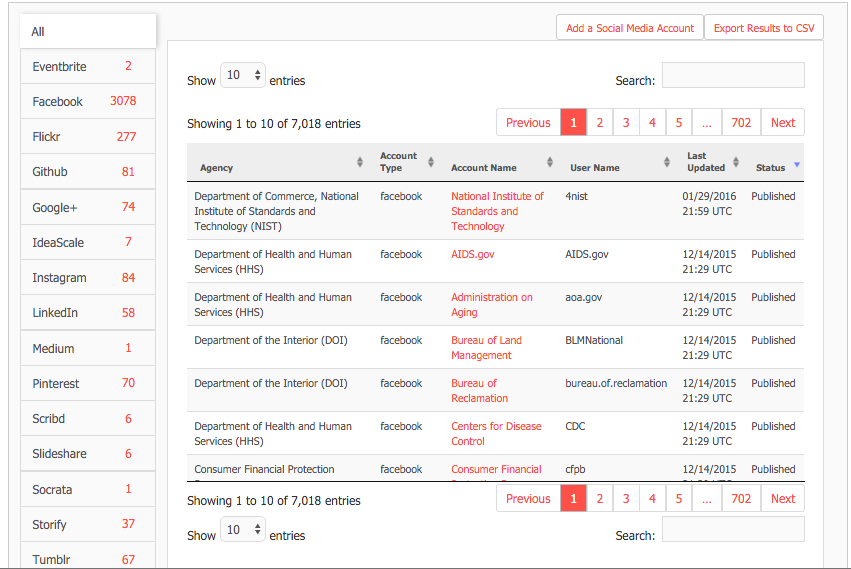 All
Eventbrite 2
Facebook 3078
Flickr 277
Github 81
Google+ 74
IdeaScale 7
Instagram 84
LinkedIn 58
Medium 1
Pinterest 70
Scribd 6
Slideshare 6
Socrata 1
Storify 37
Tumblr 67
Add a Social Media Account Export Results to CSV
Show 10 entries Search:
Showing 1 to 10 of 7,018 entries Previous 1 2 3 4 5 ... 702 Next
Agency Account Type Account Name User Name Last Updated Status
Department of Commerce, National facebook National Institute of 4nist 01/29/2016 Published
Institute of Standards and Standards and 21:59 UTC
Technology (NIST) Technology
Department of Health and Human facebook AIDS.gov AIDS.gov 12/14/2015 Published
Services (HHS) 21:29 UTC
Department of Health and Human facebook Administration on aoa.gov 12/14/2015 Published
Services (HHS) Aging 21:29 UTC
Department of the Interior (DOI) facebook Bureau of Land BLMNational 12/14/2015 Published
Management 21:29 UTC
Department of the Interior (DOI) facebook Bureau of bureau.of.reclamation 12/14/2015 Published
Reclamation 21:29 UTC
Department of Health and Human facebook Centers for Disease CDC 12/14/2015 Published
Services (HHS) Control 21:29 UTC
Consumer Financial Protection facebook Consumer Financial cfpb 12/14/2015 Published
Showing 1 to 10 of 7,018 entries Previous 1 2 3 4 5 ... 702 Next
Show 10 entries Search: